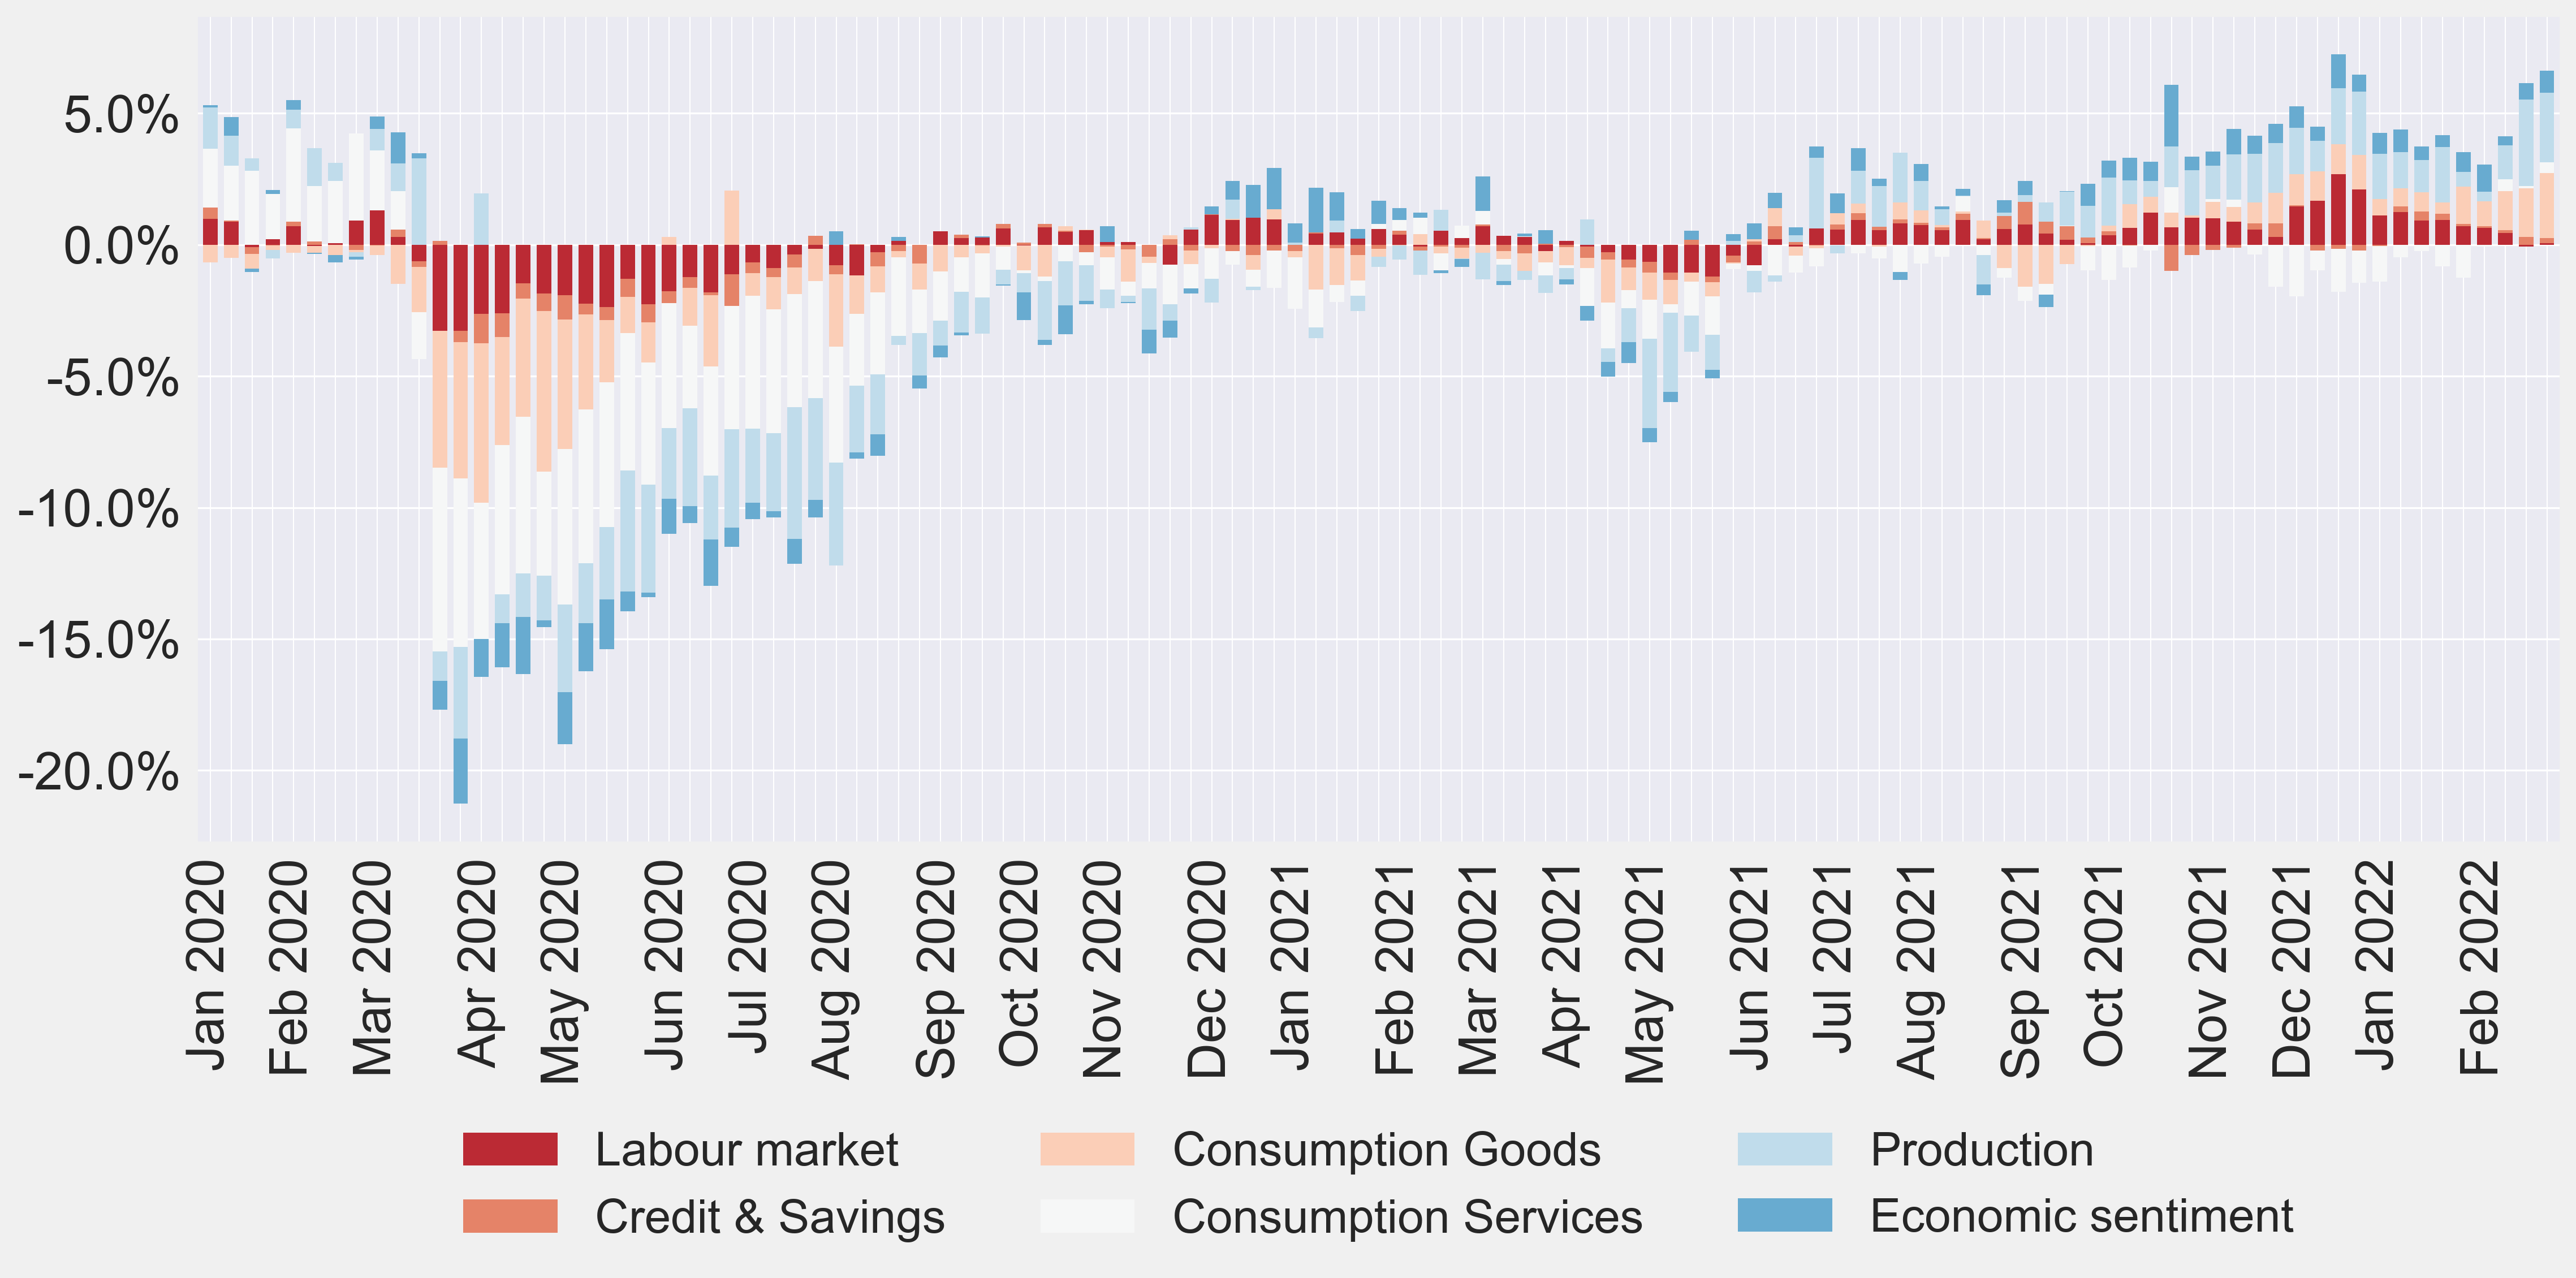 5.0%
0.0%
-5.0%
-10.0%
-15.0%
-20.0%
Jan 2020
Feb 2020
Mar 2020
Apr 2020
May 2020
Jun 2020
Jul 2020
Aug 2020
Sep 2020
Oct 2020
Nov 2020
Dec 2020
Jan 2021
Feb 2021
Mar 2021
Apr 2021
May 2021
Jun 2021
Jul 2021
Aug 2021
Sep 2021
Oct 2021
Nov 2021
Dec 2021
Jan 2022
Feb 2022
Labour market
Consumption Goods
Production
Credit & Savings
Consumption Services
Economic sentiment